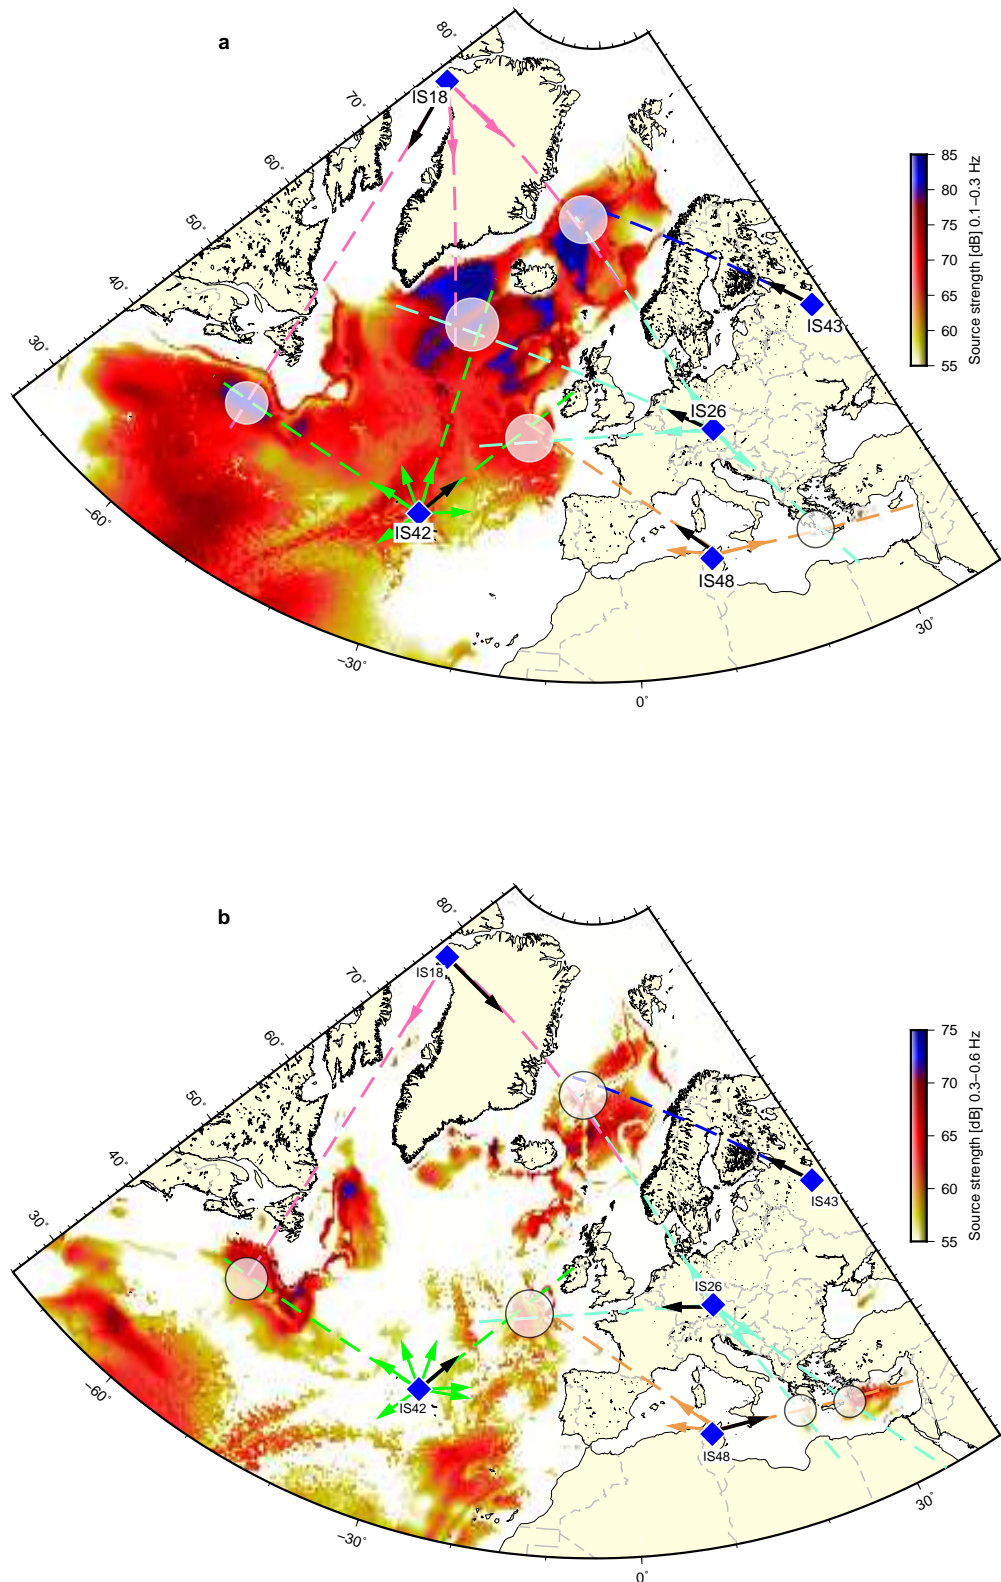 a
80°
70°
60°
50°
40°
30°
−60°
−30°
0°
30°
IS18
IS43
IS26
IS42
IS48
85
80
75
70
65
60
55
Source strength [dB] 0.1–0.3 Hz
b
80°
70°
60°
50°
40°
30°
−60°
−30°
0°
30°
IS18
IS43
IS26
IS42
IS48
75
70
65
60
55
Source strength [dB] 0.3–0.6 Hz